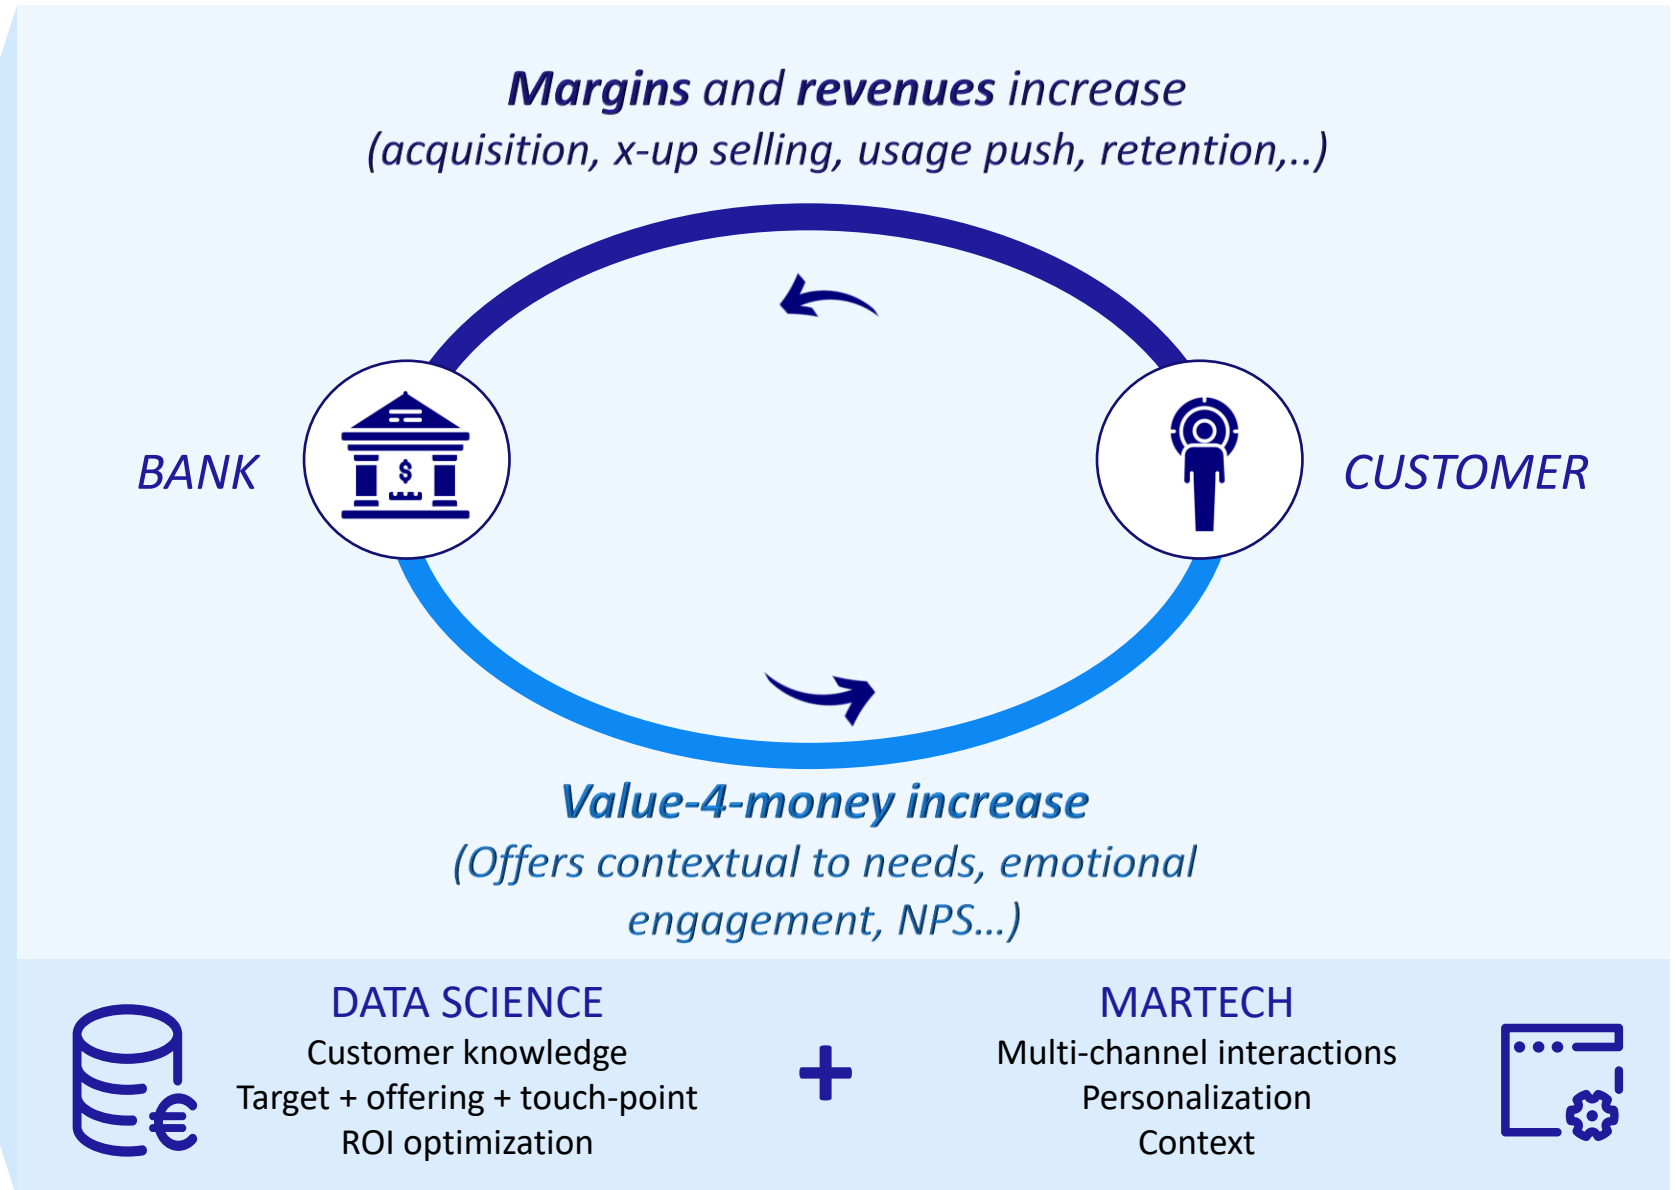 Margins and revenues increase
(acquisition, x-up selling, usage push, retention,..)
BANK
$
CUSTOMER
Value-4-money increase
(Offers contextual to needs, emotional
engagement, NPS...)
DATA SCIENCE
Customer knowledge
Target + offering + touch-point
ROI optimization
€
+
MARTECH
Multi-channel interactions
Personalization
Context